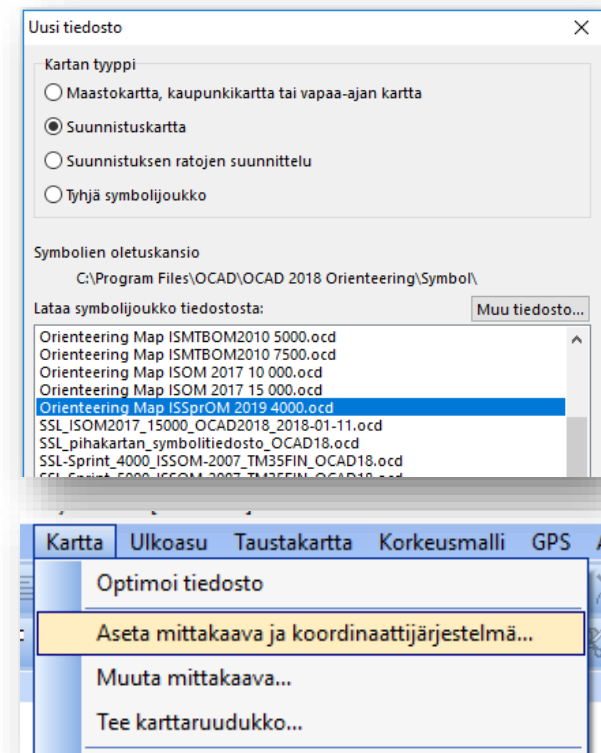 Uusi tiedosto
Kartan tyyppi
Maastokartta, kaupunkikartta tai vapaa-ajan kartta
Suunnistuskartta
Suunnistuksen ratojen suunnittelu
Tyhjä symbolijoukko
Symbolien oletuskansio
C:\Program Files\OCAD\OCAD 2018 Orienteering\Symbol\
Lataa symbolijoukko tiedostosta:
Muu tiedosto...
Orienteering Map ISMTBOM2010 5000.ocd
Orienteering Map ISMTBOM2010 7500.ocd
Orienteering Map ISOM 2017 10 000.ocd
Orienteering Map ISOM 2017 15 000.ocd
Orienteering Map ISSprOM 2019 4000.ocd
SSL_ISOM2017_15000_OCAD2018_2018-01-11.ocd
SSL_pihakartan_symbolitiedosto_OCAD18.ocd
SSL-Sprint_4000_ISSOM-2007_TM35FIN_OCAD18.ocd
SSL-Sprint_5000_ISSOM-2007_TM35FIN_OCAD18.ocd
Kartta Ulkoasu Taustakartta Korkeusmalli GPS
Optimoi tiedosto
Aseta mittakaava ja koordinaattijärjestelmä...
Muuta mittakaava...
Tee karttaruudukko...